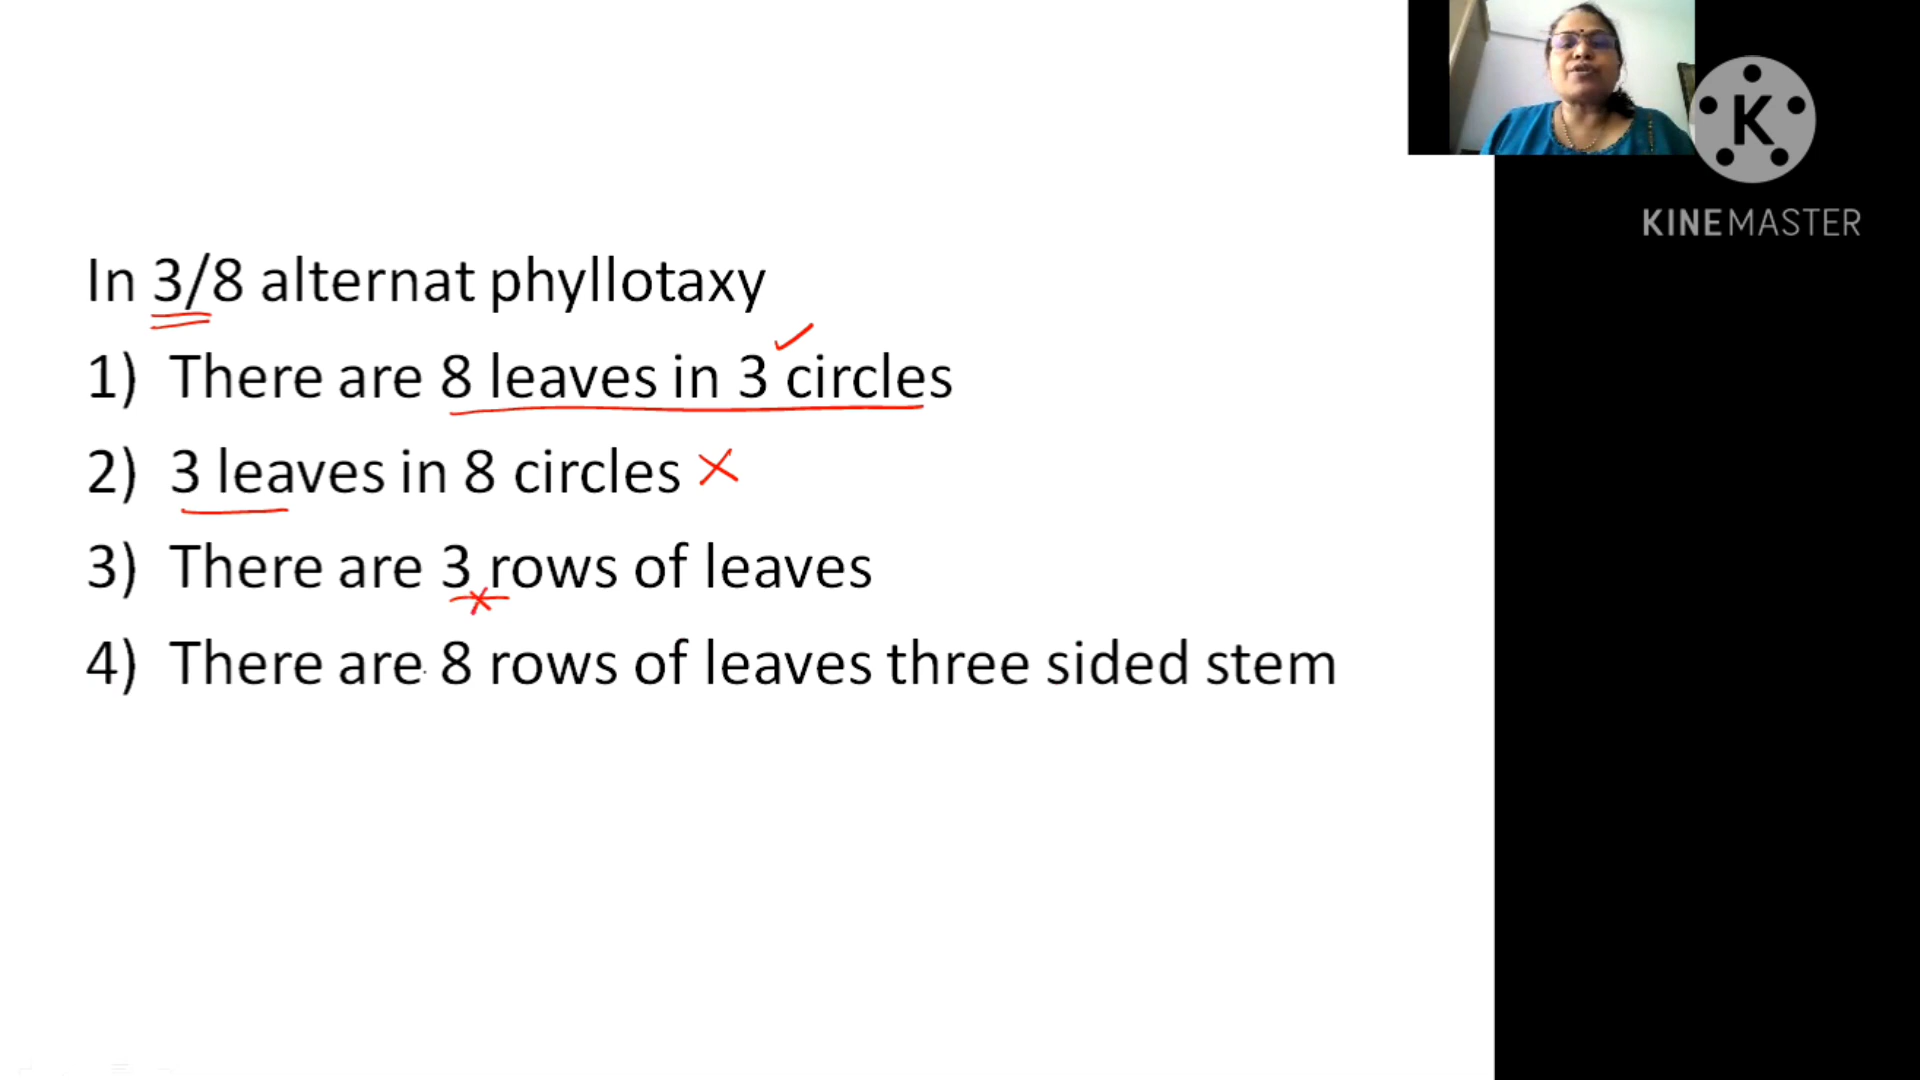 K
KINEMASTER
In 3/8 alternat phyllotaxy
1) There are 8 leaves in 3 circles
2) 3 leaves in 8 circles
3) There are 3 rows of leaves
4) There are 8 rows of leaves three sided stem